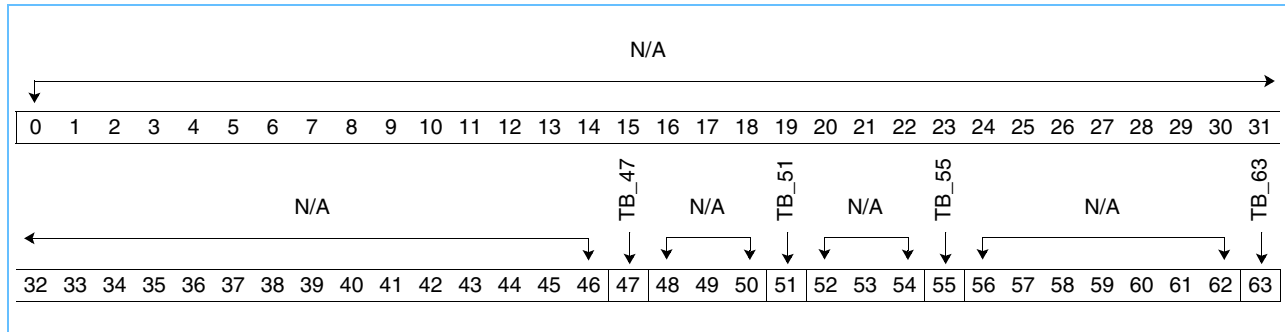 N/A
0 1 2 3 4 5 6 7 8 9 10 11 12 13 14 15 16 17 18 19 20 21 22 23 24 25 26 27 28 29 30 31
N/A TB_47 N/A TB_51 N/A TB_55 N/A TB_63
32 33 34 35 36 37 38 39 40 41 42 43 44 45 46 47 48 49 50 51 52 53 54 55 56 57 58 59 60 61 62 63